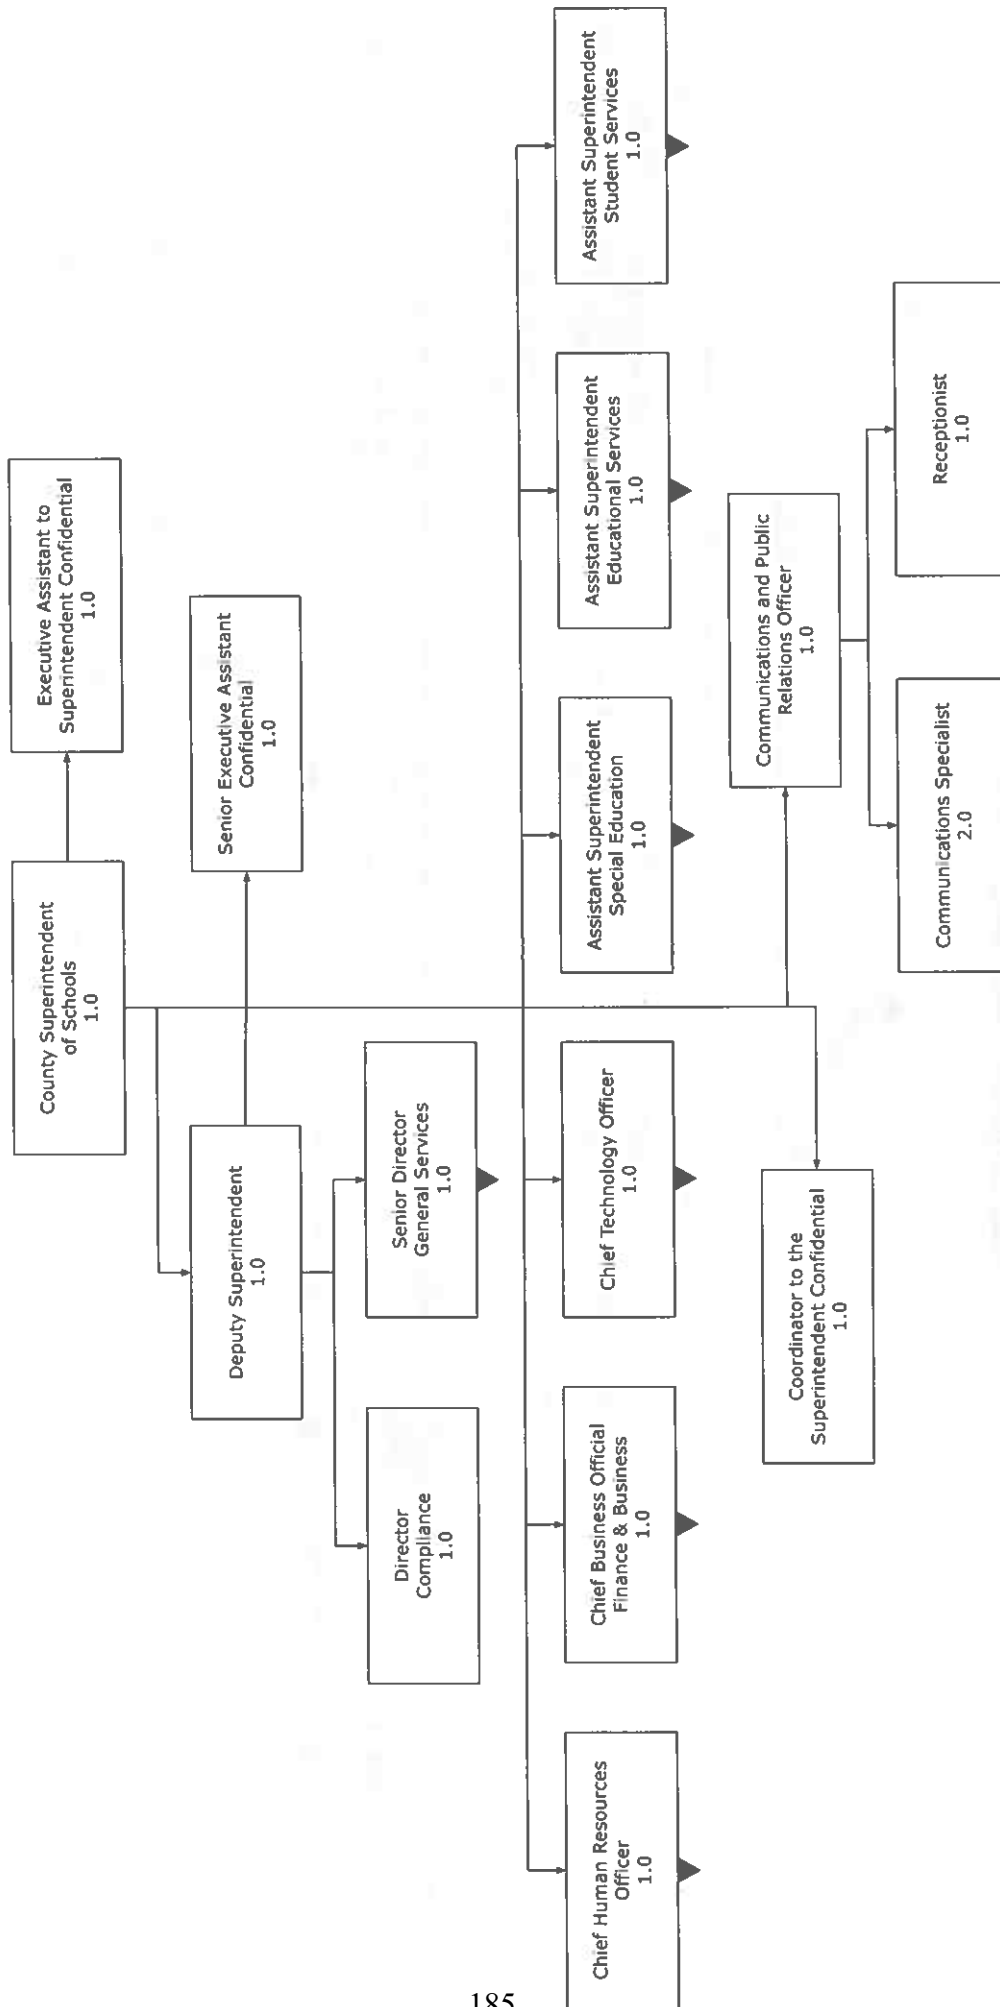 County Superintendent
of Schools
1.0
Executive Assistant to
Superintendent Confidential
1.0
Deputy Superintendent
1.0
Senior Executive Assistant
Confidential
1.0
Director
Compliance
1.0
Senior Director
General Services
1.0
Chief Human Resources
Officer
1.0
Chief Business Official
Finance & Business
1.0
Chief Technology Officer
1.0
Assistant Superintendent
Special Education
1.0
Assistant Superintendent
Educational Services
1.0
Assistant Superintendent
Student Services
1.0
Coordinator to the
Superintendent Confidential
1.0
Communications and Public
Relations Officer
1.0
Communications Specialist
2.0
Receptionist
1.0
185